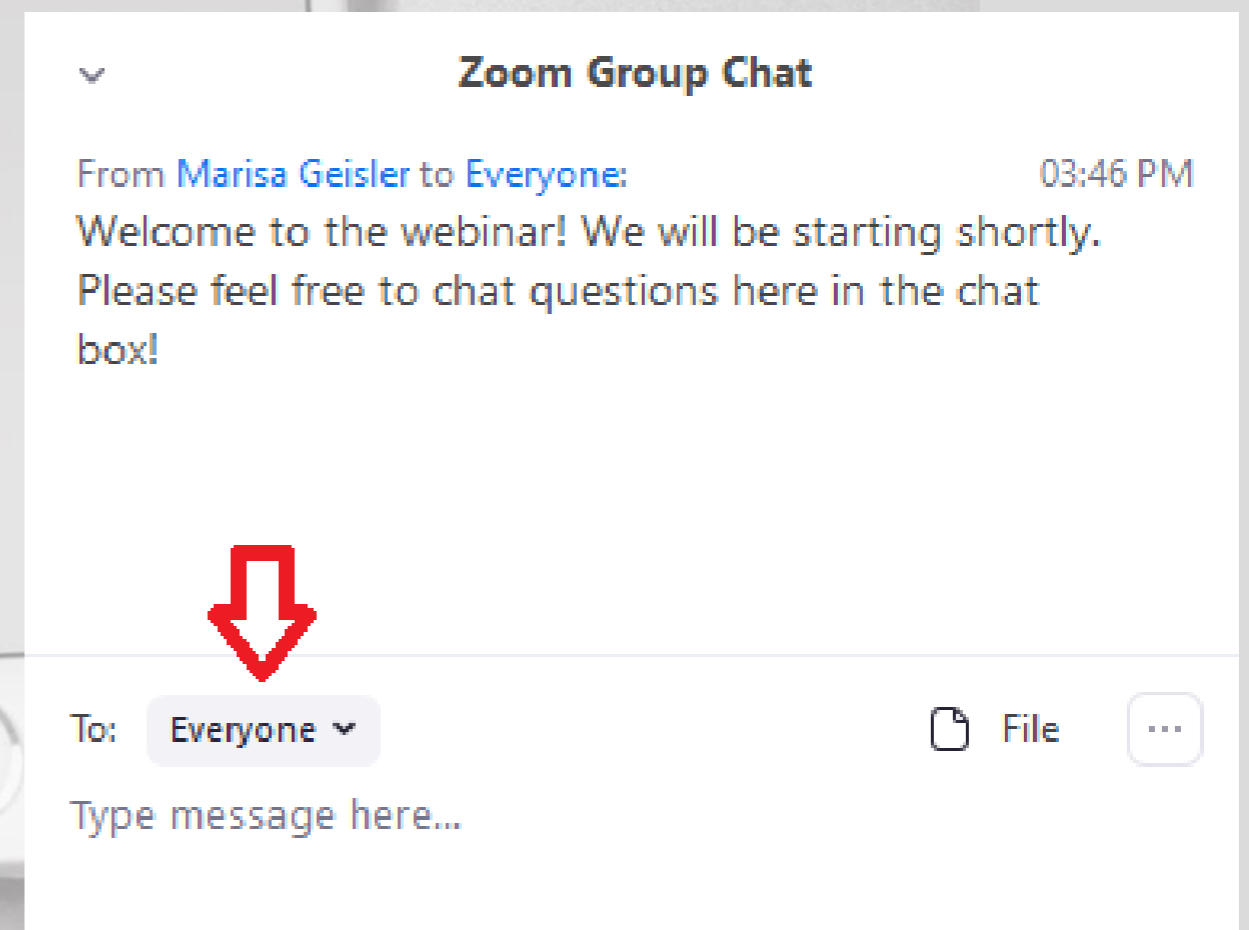 Zoom Group Chat
From Marisa Geisler to Everyone: 03:46 PM
Welcome to the webinar! We will be starting shortly.
Please feel free to chat questions here in the chat
box!
To: Everyone File
Type message here...